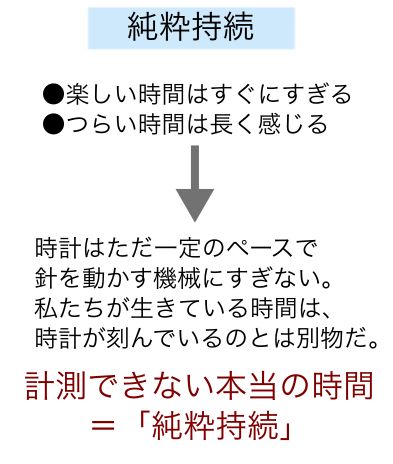 純粋持続
●楽しい時間はすぐにすぎる
●つらい時間は長く感じる
時計はただ一定のペースで
針を動かす機械にすぎない。
私たちが生きている時間は、
時計が刻んでいるのとは別物だ。
計測できない本当の時間
＝「純粋持続」